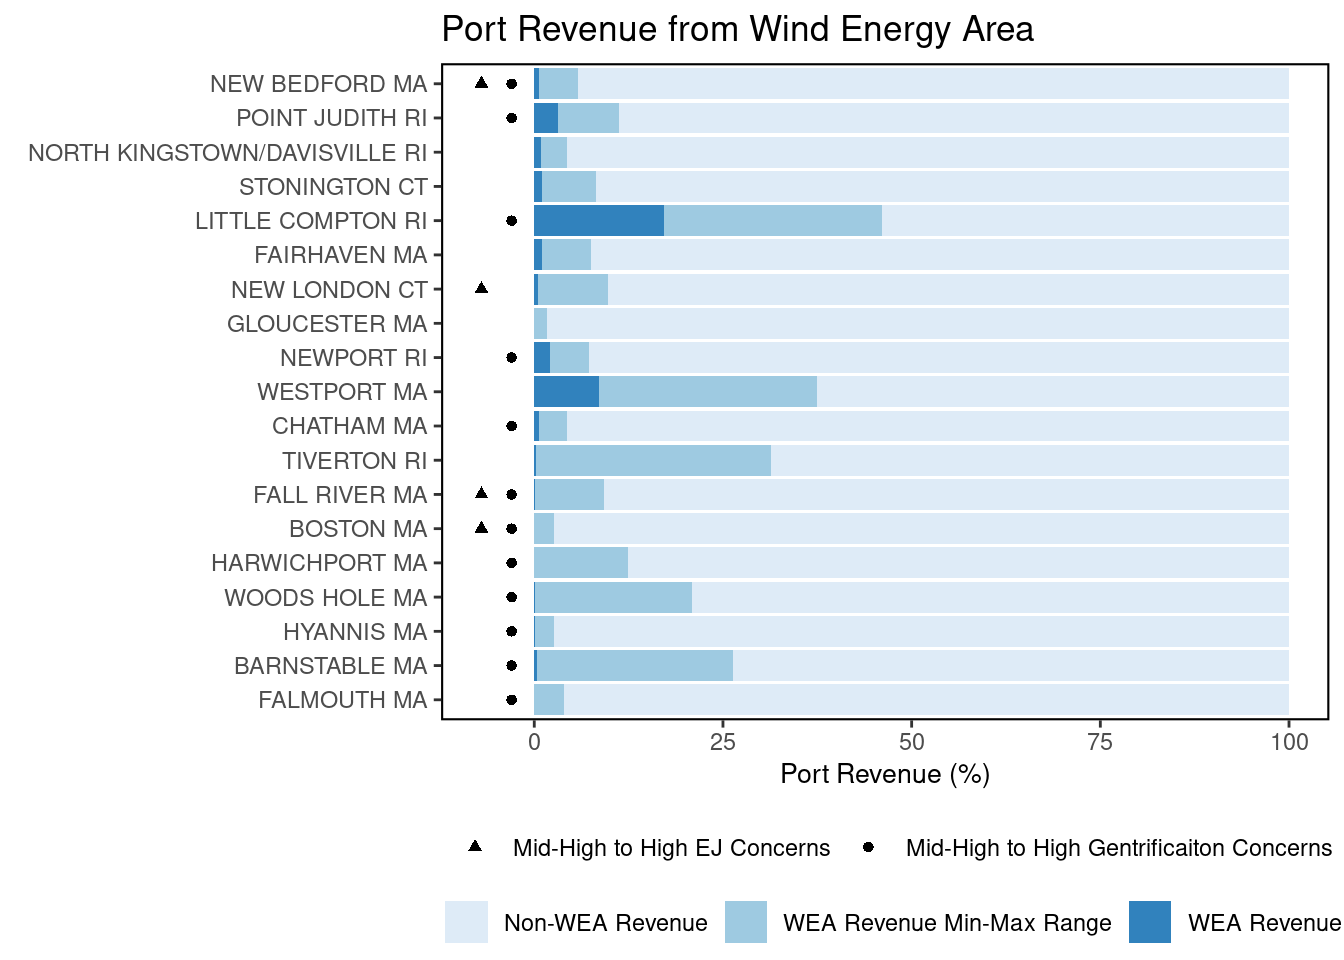 Port Revenue from Wind Energy Area
NEW BEDFORD MA
POINT JUDITH RI
NORTH KINGSTOWN/DAVISVILLE RI
STONINGTON CT
LITTLE COMPTON RI
FAIRHAVEN MA
NEW LONDON CT
GLOUCESTER MA
NEWPORT RI
WESTPORT MA
CHATHAM MA
TIVERTON RI
FALL RIVER MA
BOSTON MA
HARWICHPORT MA
WOODS HOLE MA
HYANNIS MA
BARNSTABLE MA
FALMOUTH MA
0 25 50 75 100
Port Revenue (%)
Mid-High to High EJ Concerns Mid-High to High Gentrificaiton Concerns
Non-WEA Revenue WEA Revenue Min-Max Range WEA Revenue